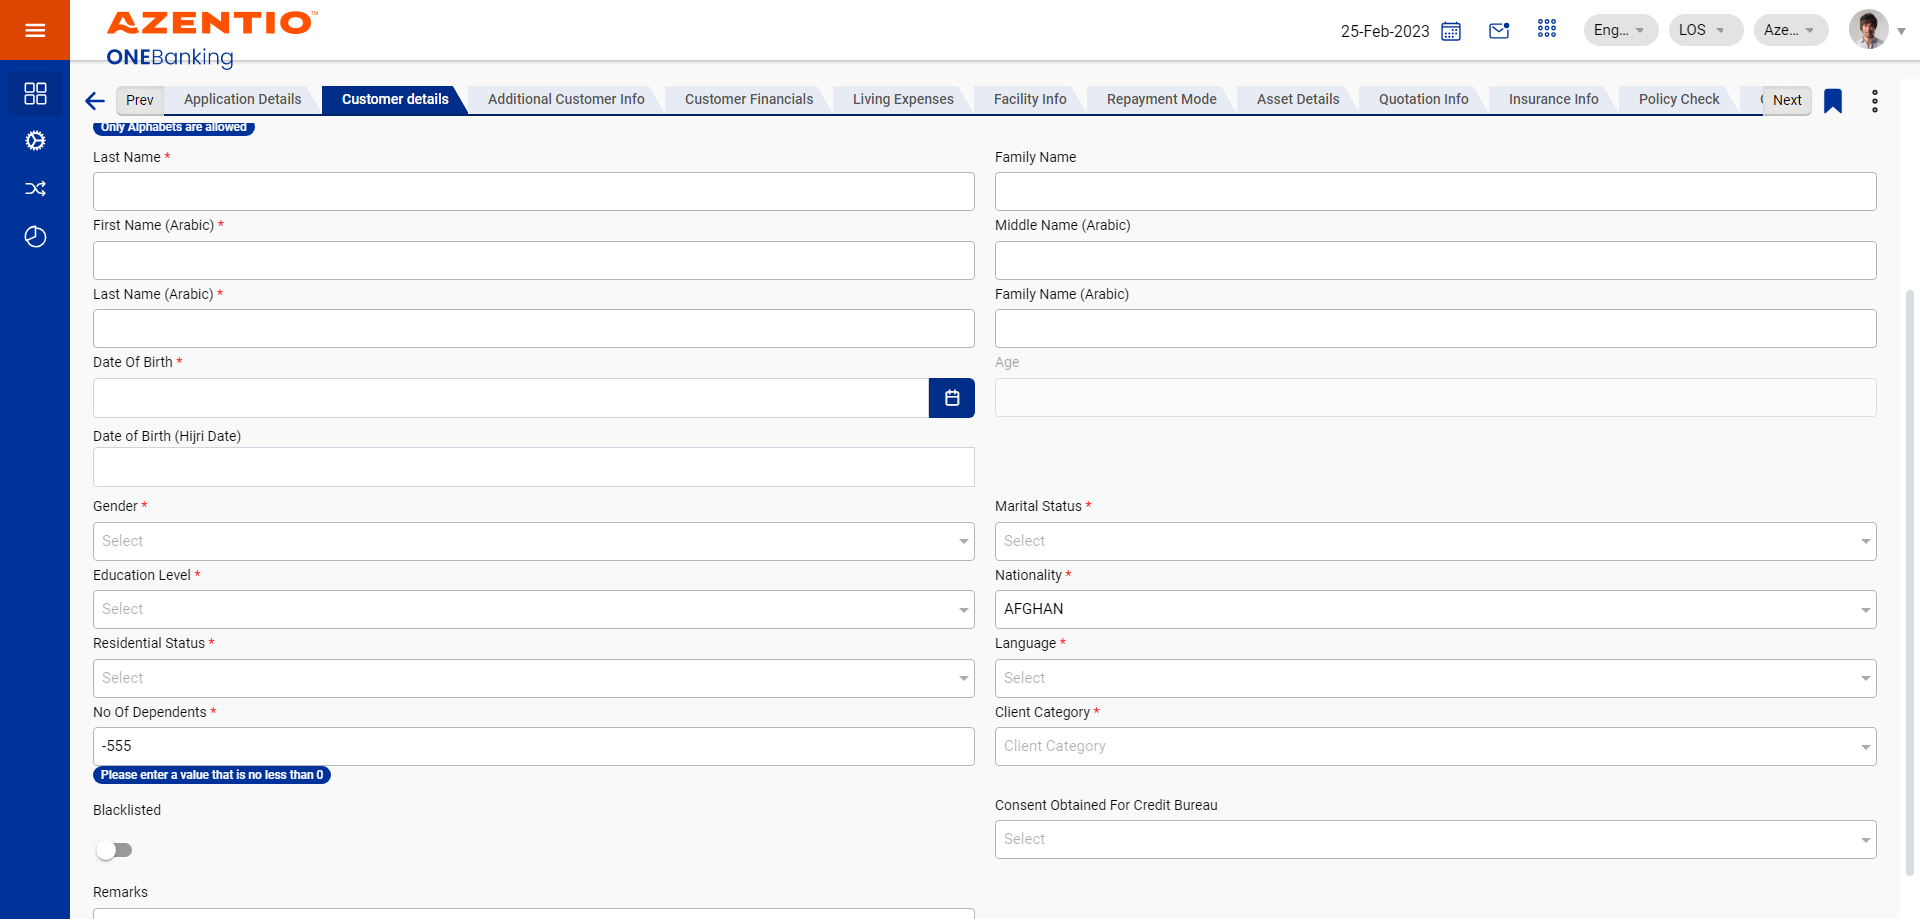 AZENTIO™
ONEBanking
25-Feb-2023
Eng...
LOS
Aze...
Prev
Application Details
Customer details
Additional Customer Info
Customer Financials
Living Expenses
Facility Info
Repayment Mode
Asset Details
Quotation Info
Insurance Info
Policy Check
Next
Only Alphabets are allowed
Last Name *
Family Name
First Name (Arabic) *
Middle Name (Arabic)
Last Name (Arabic) *
Family Name (Arabic)
Date Of Birth *
Age
Date of Birth (Hijri Date)
Gender *
Marital Status *
Select
Select
Education Level *
Nationality *
Select
AFGHAN
Residential Status *
Language *
Select
Select
No Of Dependents *
Client Category *
-555
Client Category
Please enter a value that is no less than 0
Blacklisted
Consent Obtained For Credit Bureau
Select
Remarks